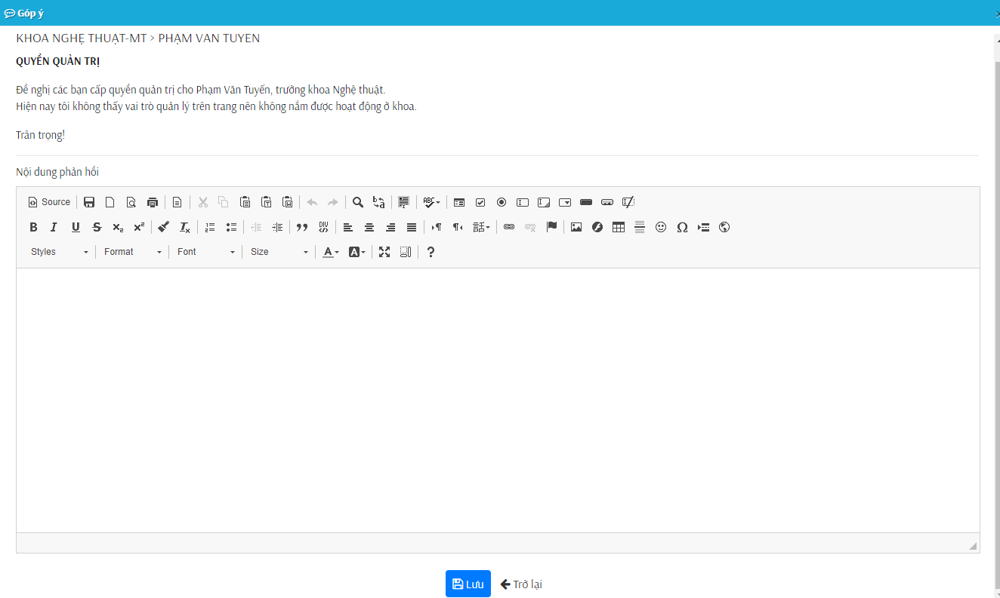 Góp ý
KHOA NGHỆ THUẬT-MT > PHẠM VAN TUYEN
QUYỀN QUẢN TRỊ
Đề nghị các bạn cấp quyền quản trị cho Phạm Văn Tuyến, trưởng khoa Nghệ thuật.
Hiện nay tôi không thấy vai trò quản lý trên trang nên không nắm được hoạt động ở khoa.
Trân trọng!
Nội dung phản hồi
Source
Styles Format Font Size
Lưu Trở lại